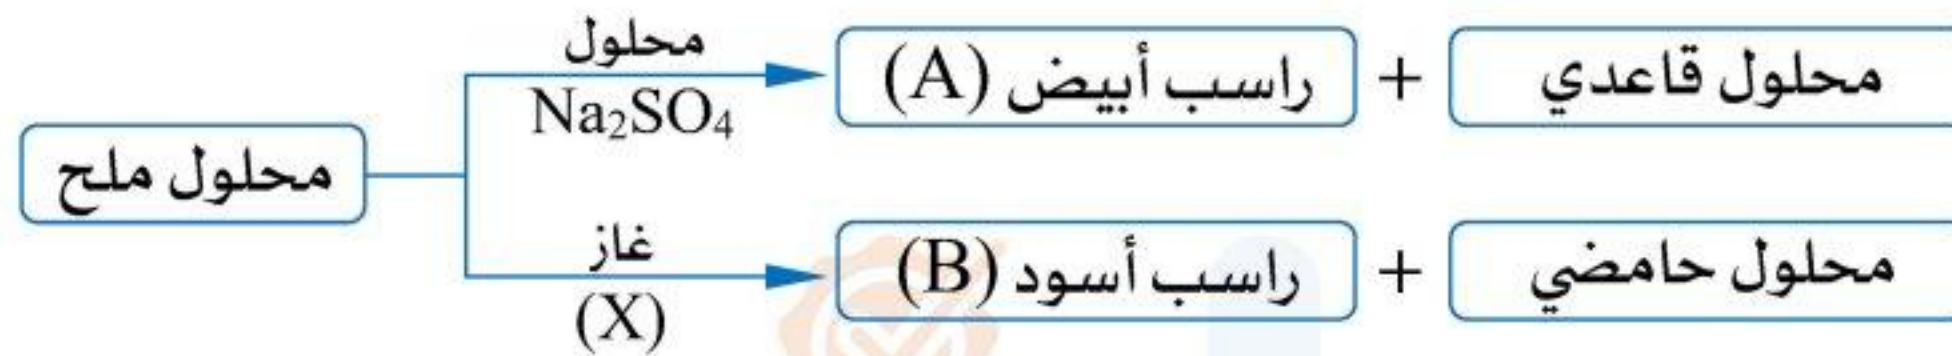 محلول
Na₂SO₄
راسب أبيض (A) + محلول قاعدي
محلول ملح
غاز
(X)
راسب أسود (B) + محلول حامضي